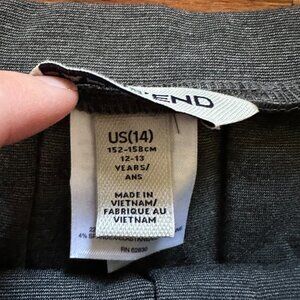 END
US(14)
152-158CM
12-13
YEARS/
ANS
MADE IN
VIETNAM/
FABRIQUÉ AU
VIETNAM
RN 62830